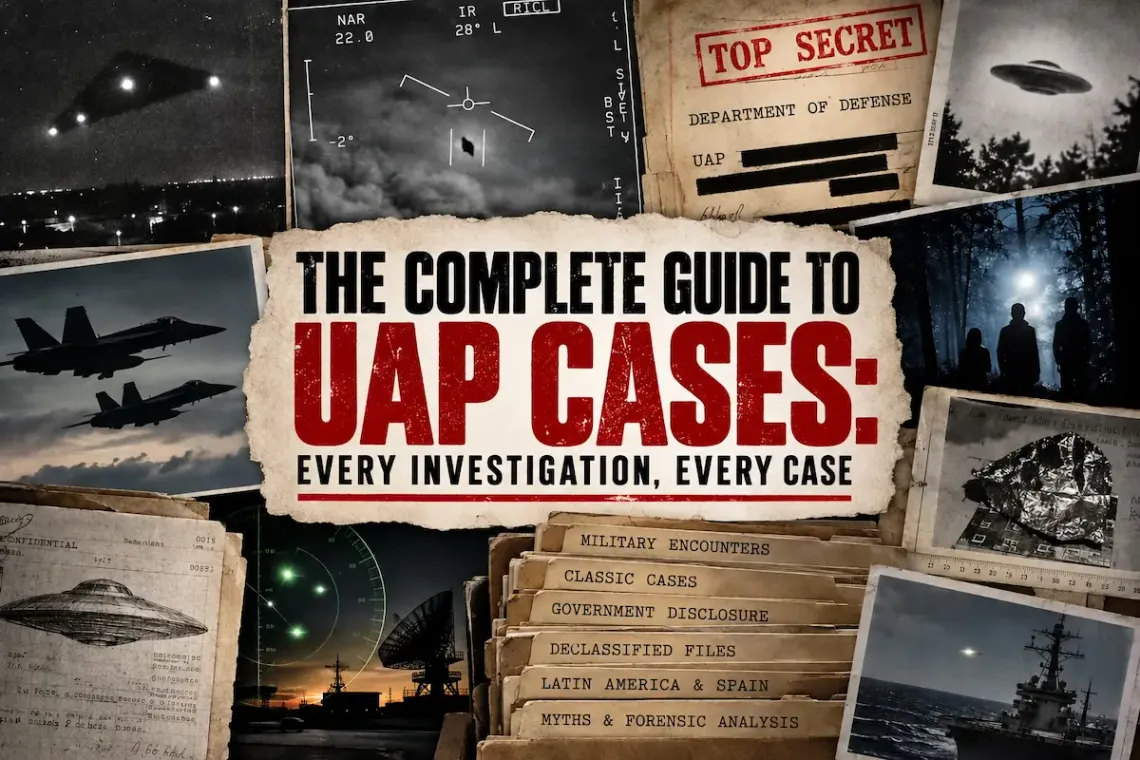 NAR
22.0
IR
28° L
RICL
-2°
TOP SECRET
DEPARTMENT OF DEFENSE
UAP
THE COMPLETE GUIDE TO
UAP CASES:
EVERY INVESTIGATION, EVERY CASE
CONFIDENTIAL
0018
MILITARY ENCOUNTERS
CLASSIC CASES
GOVERNMENT DISCLOSURE
DECLASSIFIED FILES
LATIN AMERICA & SPAIN
MYTHS & FORENSIC ANALYSIS